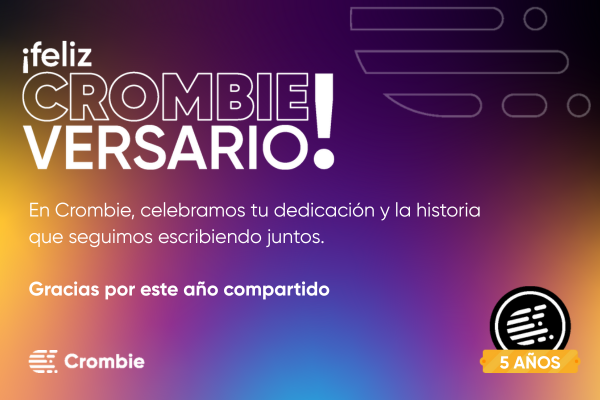 ¡feliz
CROMBIE
VERSARIO!
En Crombie, celebramos tu dedicación y la historia
que seguimos escribiendo juntos.
Gracias por este año compartido
Crombie
5 AÑOS